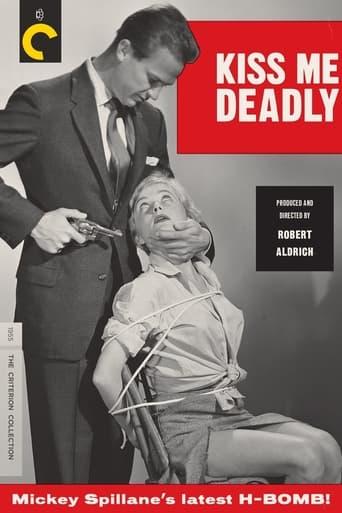 KISS ME
DEADLY
PRODUCED AND
DIRECTED BY
ROBERT
ALDRICH
1955
THE CRITERION COLLECTION
Mickey Spillane's latest H-BOMB!